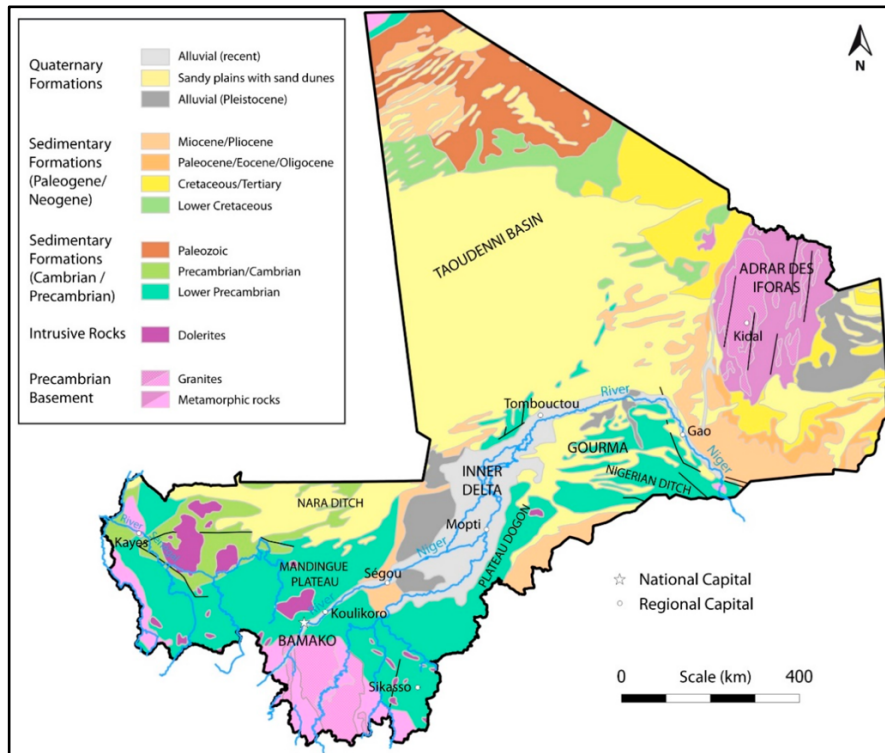 Quaternary
Formations
Alluvial (recent)
Sandy plains with sand dunes
Alluvial (Pleistocene)
Sedimentary
Formations
(Paleogene/
Neogene)
Miocene/Pliocene
Paleocene/Eocene/Oligocene
Cretaceous/Tertiary
Lower Cretaceous
Sedimentary
Formations
(Cambrian /
Precambrian)
Paleozoic
Precambrian/Cambrian
Lower Precambrian
Intrusive Rocks
Dolerites
Precambrian
Basement
Granites
Metamorphic rocks
N
TAOUDENNI BASIN
ADRAR DES
IFORAS
Kidal
Tombouctou
River
Gao
Niger
GOURMA
NIGERIAN DITCH
INNER
DELTA
Mopti
Niger
PLATEAU DOGON
NARA DITCH
River
Kayes
MANDINGUE
PLATEAU
Ségou
River
Koulikoro
BAMAKO
Sikasso
National Capital
Regional Capital
0 Scale (km) 400